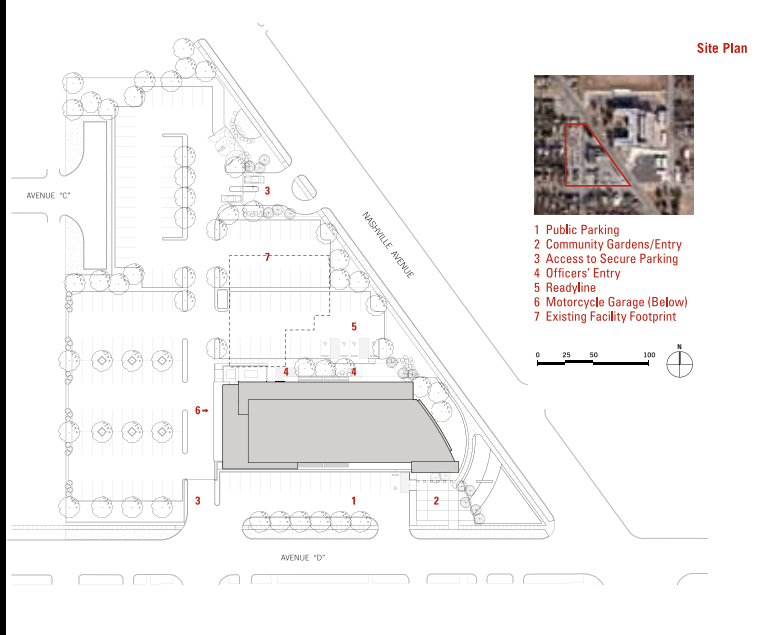 Site Plan
1 Public Parking
2 Community Gardens/Entry
3 Access to Secure Parking
4 Officers' Entry
5 Readyline
6 Motorcycle Garage (Below)
7 Existing Facility Footprint
0 25 50 100
N
AVENUE "C"
3
NASHVILLE AVENUE
7
5
4 4
6
3 1 2
AVENUE "D"